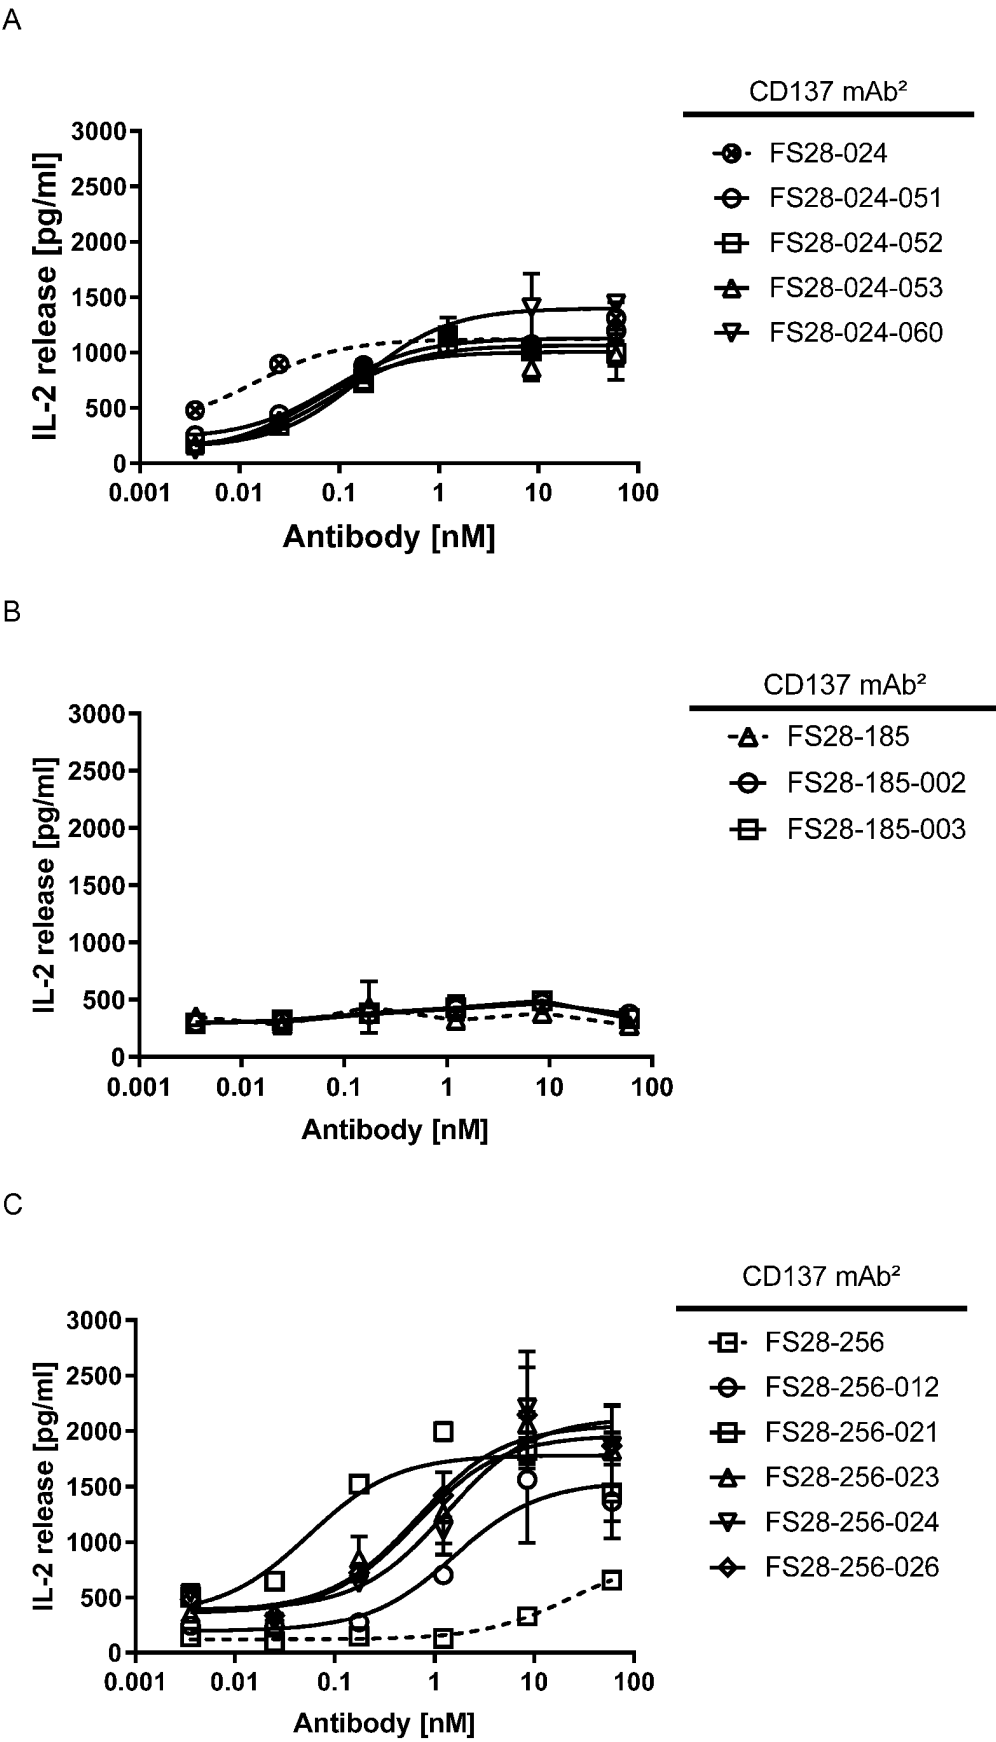 A
CD137 mAb²
FS28-024
FS28-024-051
FS28-024-052
FS28-024-053
FS28-024-060
IL-2 release [pg/ml]
3000
2500
2000
1500
1000
500
0
0.001 0.01 0.1 1 10 100
Antibody [nM]
B
CD137 mAb²
FS28-185
FS28-185-002
FS28-185-003
IL-2 release [pg/ml]
3000
2500
2000
1500
1000
500
0
0.001 0.01 0.1 1 10 100
Antibody [nM]
C
CD137 mAb²
FS28-256
FS28-256-012
FS28-256-021
FS28-256-023
FS28-256-024
FS28-256-026
IL-2 release [pg/ml]
3000
2500
2000
1500
1000
500
0
0.001 0.01 0.1 1 10 100
Antibody [nM]